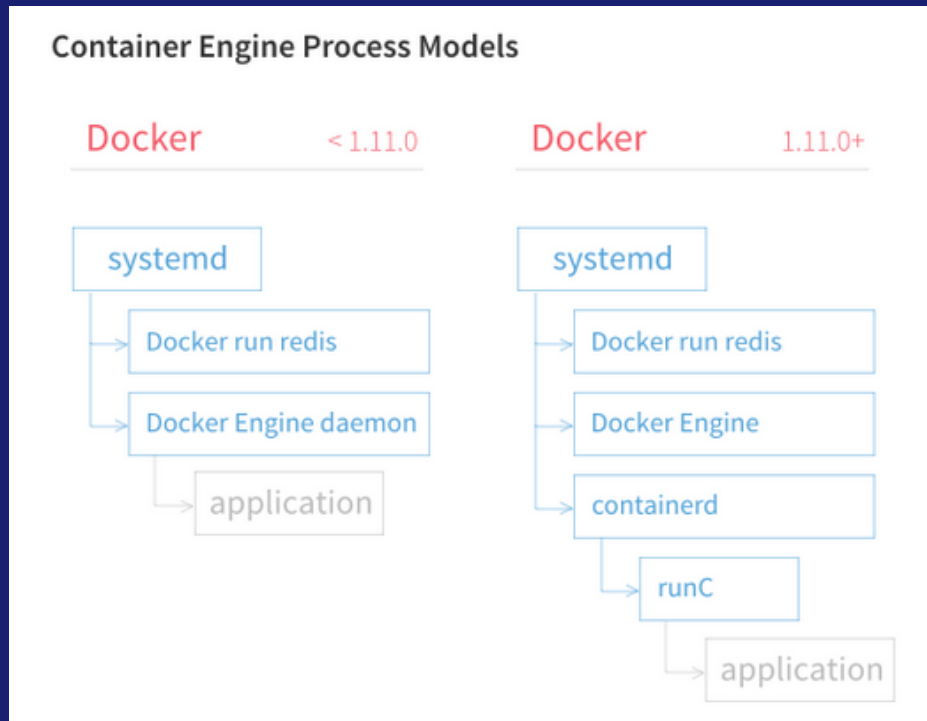 Container Engine Process Models
Docker < 1.11.0
systemd
Docker run redis
Docker Engine daemon
application
Docker 1.11.0+
systemd
Docker run redis
Docker Engine
containerd
runC
application